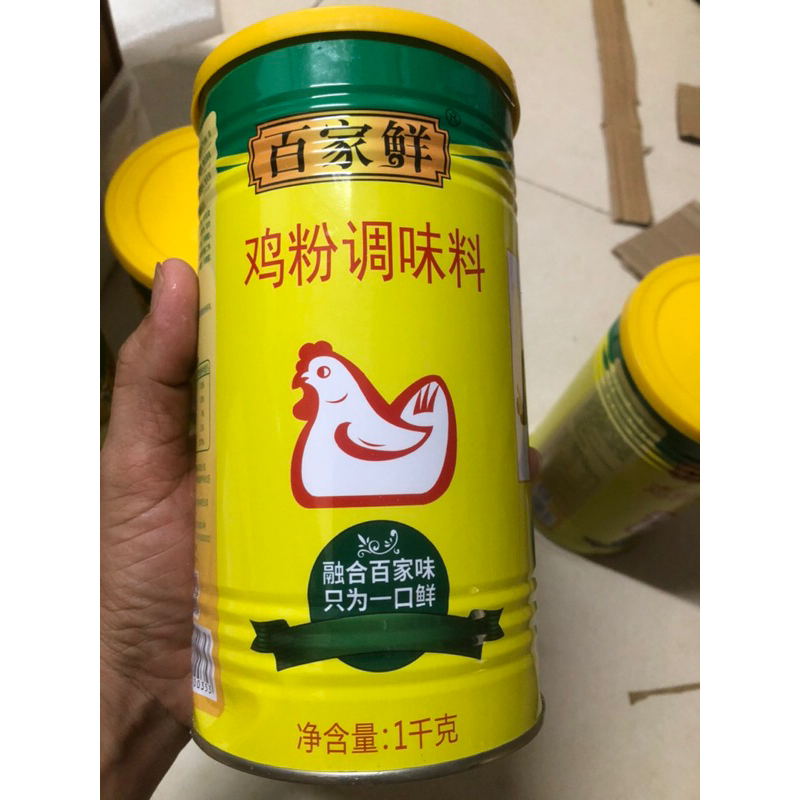 百家鲜
®
鸡粉调味料
融合百家味
只为一口鲜
净含量:1千克